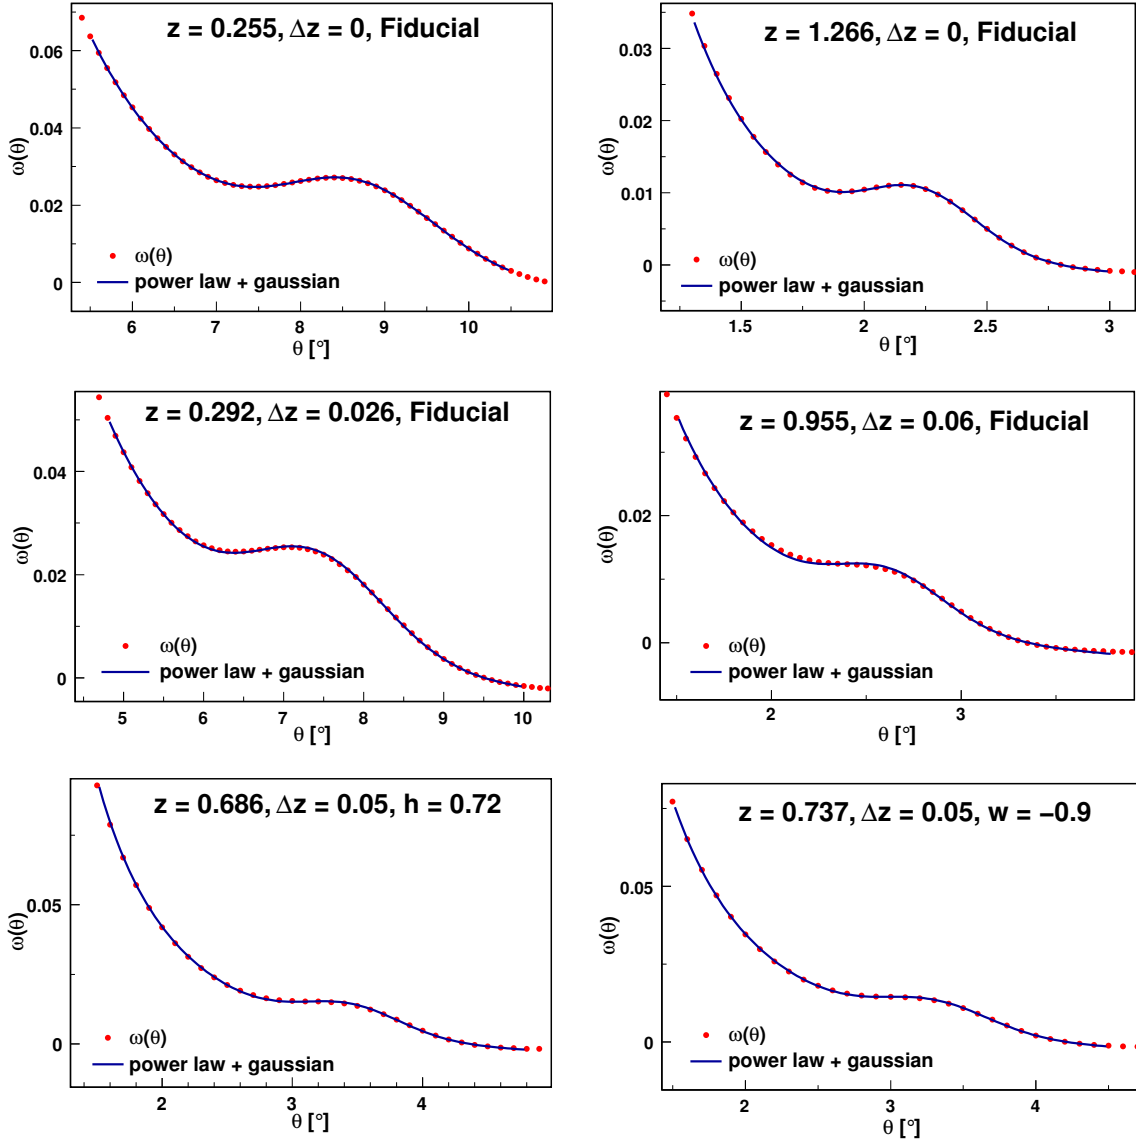 z = 0.255, Δz = 0, Fiducial
ω(θ)
0.06
0.04
0.02
0
ω(θ)
power law + gaussian
6 7 8 9 10
θ [°]
z = 1.266, Δz = 0, Fiducial
ω(θ)
0.03
0.02
0.01
0
ω(θ)
power law + gaussian
1.5 2 2.5 3
θ [°]
z = 0.292, Δz = 0.026, Fiducial
ω(θ)
0.04
0.02
0
ω(θ)
power law + gaussian
5 6 7 8 9 10
θ [°]
z = 0.955, Δz = 0.06, Fiducial
ω(θ)
0.02
0
ω(θ)
power law + gaussian
2 3
θ [°]
z = 0.686, Δz = 0.05, h = 0.72
ω(θ)
0.05
0
ω(θ)
power law + gaussian
2 3 4
θ [°]
z = 0.737, Δz = 0.05, w = −0.9
ω(θ)
0.05
0
ω(θ)
power law + gaussian
2 3 4
θ [°]